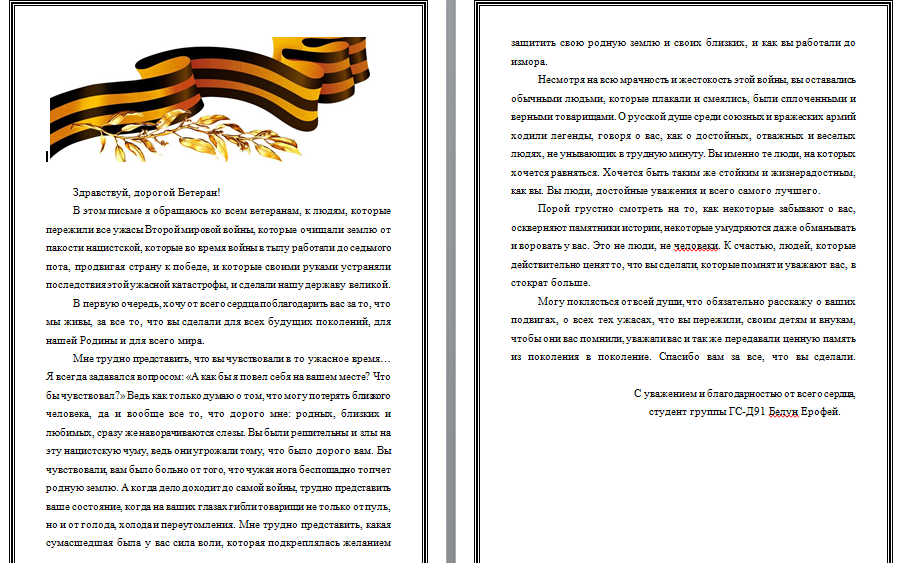 Здравствуй, дорогой Ветеран!
В этом письме я обращаюсь ко всем ветеранам, к людям, которые
пережили все ужасы Второй мировой войны, которые очищали землю от
пакости нацистской, которые во время войны в тылу работали до седьмого
пота, продвигая страну к победе, и которые своими руками устраняли
последствия этой ужасной катастрофы, и сделали нашу державу великой.
В первую очередь, хочу от всего сердца поблагодарить вас за то, что
мы живы, за все то, что вы сделали для всех будущих поколений, для
нашей Родины и для всего мира.
Мне трудно представить, что вы чувствовали в то ужасное время…
Я всегда задавался вопросом: «А как бы я повел себя на вашем месте? Что
бы чувствовал?» Ведь как только думаю о том, что могу потерять близкого
человека, да и вообще все то, что дорого мне: родных, близких и
любимых, сразу же наворачиваются слезы. Вы были решительны и злы на
эту нацистскую чуму, ведь они угрожали тому, что было дорого вам. Вы
чувствовали, вам было больно от того, что чужая нога беспощадно топчет
родную землю. А когда дело доходит до самой войны, трудно представить
ваше состояние, когда на ваших глазах гибли товарищи не только от пуль,
но и от голода, холода и переутомления. Мне трудно представить, какая
сумасшедшая была у вас сила воли, которая подкреплялась желанием
защитить свою родную землю и своих близких, и как вы работали до
измора.
Несмотря на всю мрачность и жестокость этой войны, вы оставались
обычными людьми, которые плакали и смеялись, были сплоченными и
верными товарищами. О русской душе среди союзных и вражеских армий
ходили легенды, говоря о вас, как о достойных, отважных и веселых
людях, не унывающих в трудную минуту. Вы именно те люди, на которых
хочется равняться. Хочется быть таким же стойким и жизнерадостным,
как вы. Вы люди, достойные уважения и всего самого лучшего.
Порой грустно смотреть на то, как некоторые забывают о вас,
оскверняют памятники истории, некоторые умудряются даже обманывать
и воровать у вас. Это не люди, не человеки. К счастью, людей, которые
действительно ценят то, что вы сделали, которые помнят и уважают вас, в
стократ больше.
Могу поклясться от всей души, что обязательно расскажу о ваших
подвигах, о всех тех ужасах, что вы пережили, своим детям и внукам,
чтобы они вас помнили, уважали вас и так же передавали ценную память
из поколения в поколение. Спасибо вам за все, что вы сделали.
С уважением и благодарностью от всего сердца,
студент группы ГС-Д91 Белун Ерофей.